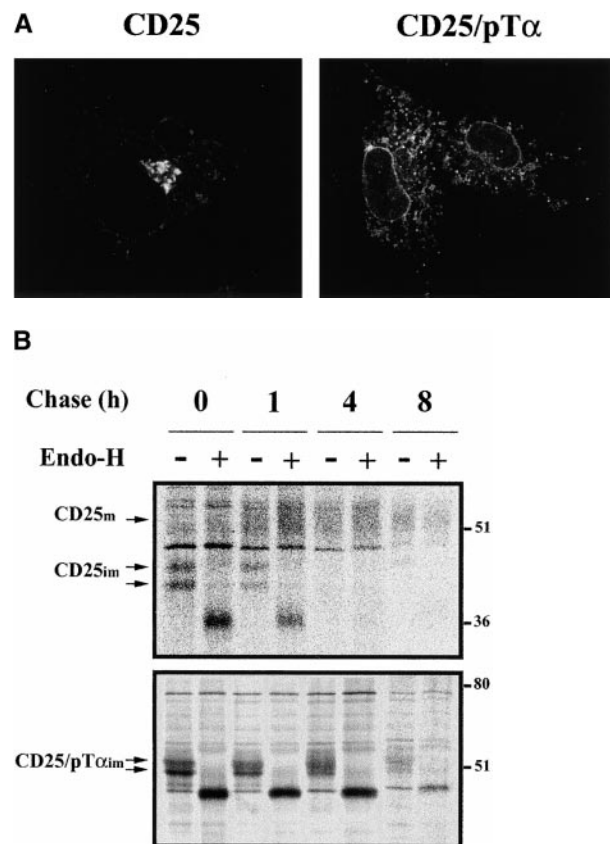 A
CD25
CD25/pTα
B
Chase (h) 0 1 4 8
Endo-H - + - + - + - +
CD25m
51
CD25im
36
80
CD25/pTαim
51